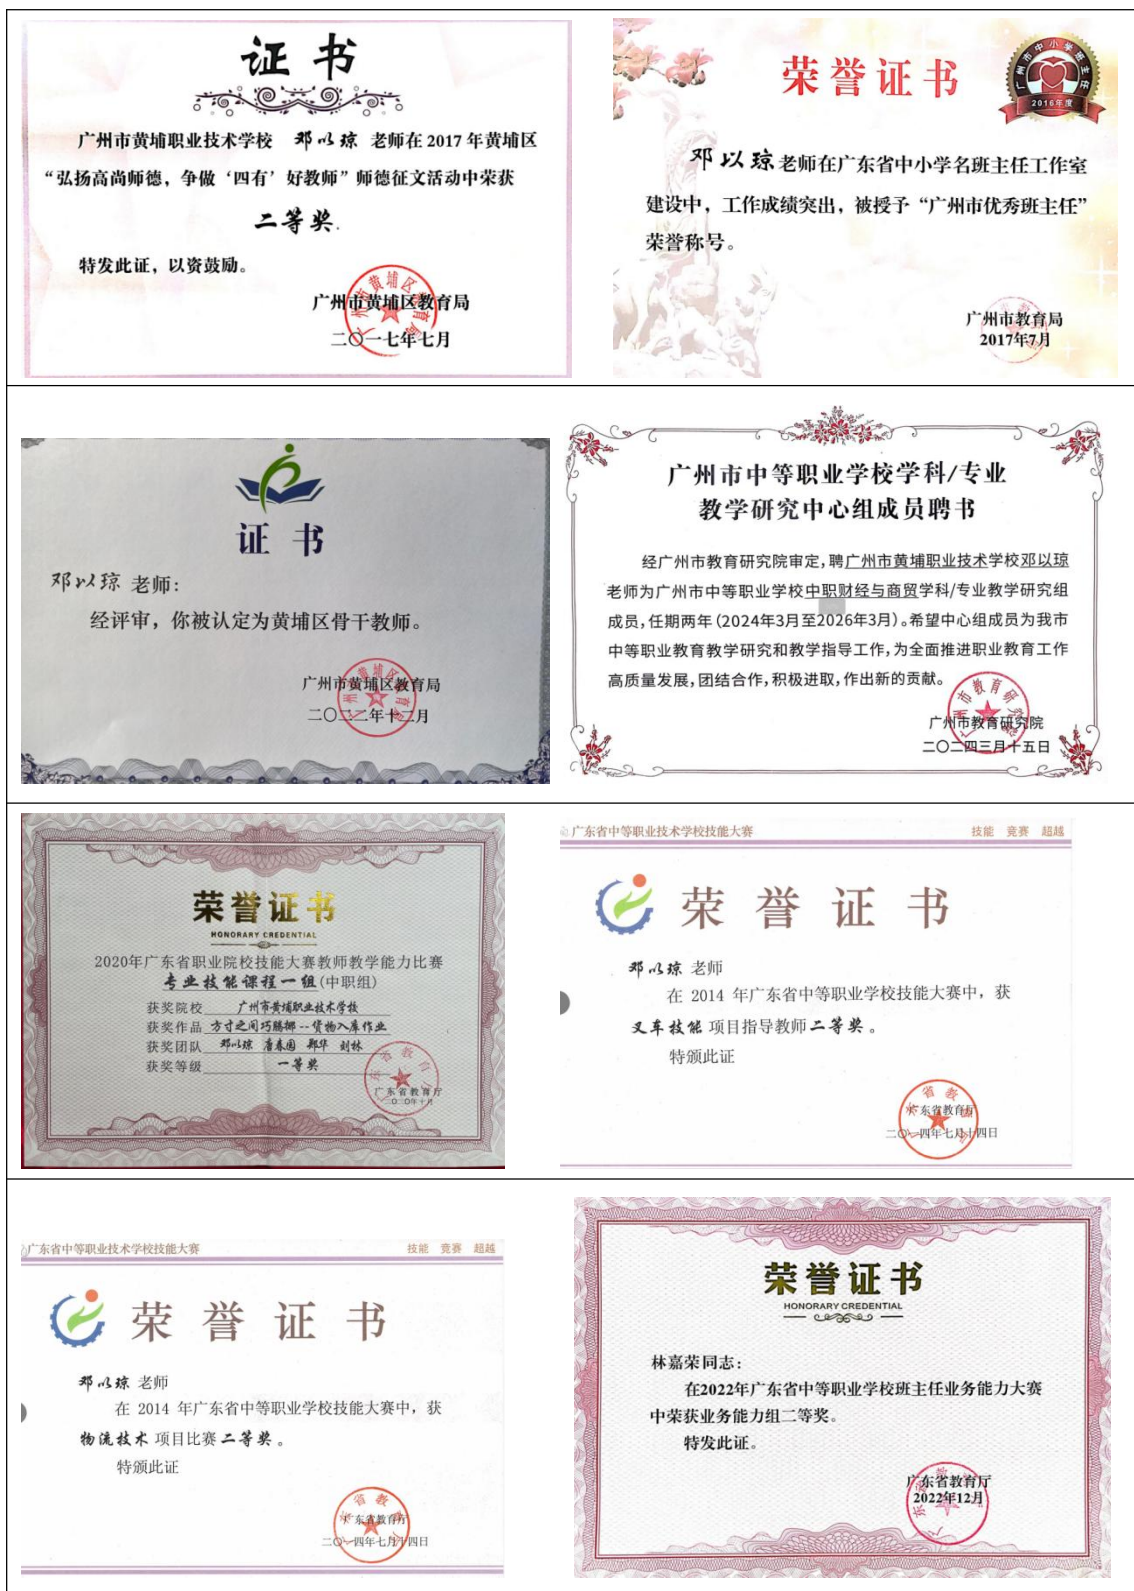 证书
广州市黄埔职业技术学校 邓以琼 老师在 2017 年黄埔区
“弘扬高尚师德，争做‘四有’好教师”师德征文活动中荣获
二等奖.
特发此证，以资鼓励。
广州市黄埔区教育局
二〇一七年七月
荣誉证书
广州市中小学班主任
2016年度
邓以琼老师在广东省中小学名班主任工作室
建设中，工作成绩突出，被授予“广州市优秀班主任”
荣誉称号。
广州市教育局
2017年7月
证书
邓以琼 老师：
经评审，你被认定为黄埔区骨干教师。
广州市黄埔区教育局
二〇二二年十二月
广州市中等职业学校学科/专业
教学研究中心组成员聘书
经广州市教育研究院审定，聘广州市黄埔职业技术学校邓以琼
老师为广州市中等职业学校中职财经与商贸学科/专业教学研究组
成员，任期两年（2024年3月至2026年3月）。希望中心组成员为我市
中等职业教育教学研究和教学指导工作，为全面推进职业教育工作
高质量发展，团结合作，积极进取，作出新的贡献。
广州市教育研究院
二〇二四三月十五日
荣誉证书
HONORARY CREDENTIAL
2020年广东省职业院校技能大赛教师教学能力比赛
专业技能课程一组(中职组)
获奖院校 广州市黄埔职业技术学校
获奖作品 方寸之间巧腾挪--货物入库作业
获奖团队 邓以琼 唐春园 郑华 刘林
获奖等级 一等奖
广东省教育厅
二〇二〇年十月
广东省中等职业技术学校技能大赛 技能 竞赛 超越
荣誉证书
邓以琼 老师
在 2014 年广东省中等职业学校技能大赛中，获
叉车技能 项目指导教师二等奖。
特颁此证
广东省教育厅
二〇一四年七月十四日
广东省中等职业技术学校技能大赛 技能 竞赛 超越
荣誉证书
邓以琼 老师
在 2014 年广东省中等职业学校技能大赛中，获
物流技术 项目比赛二等奖。
特颁此证
广东省教育厅
二〇一四年七月十四日
荣誉证书
HONORARY CREDENTIAL
林嘉荣同志：
在2022年广东省中等职业学校班主任业务能力大赛
中荣获业务能力组二等奖。
特发此证。
广东省教育厅
2022年12月